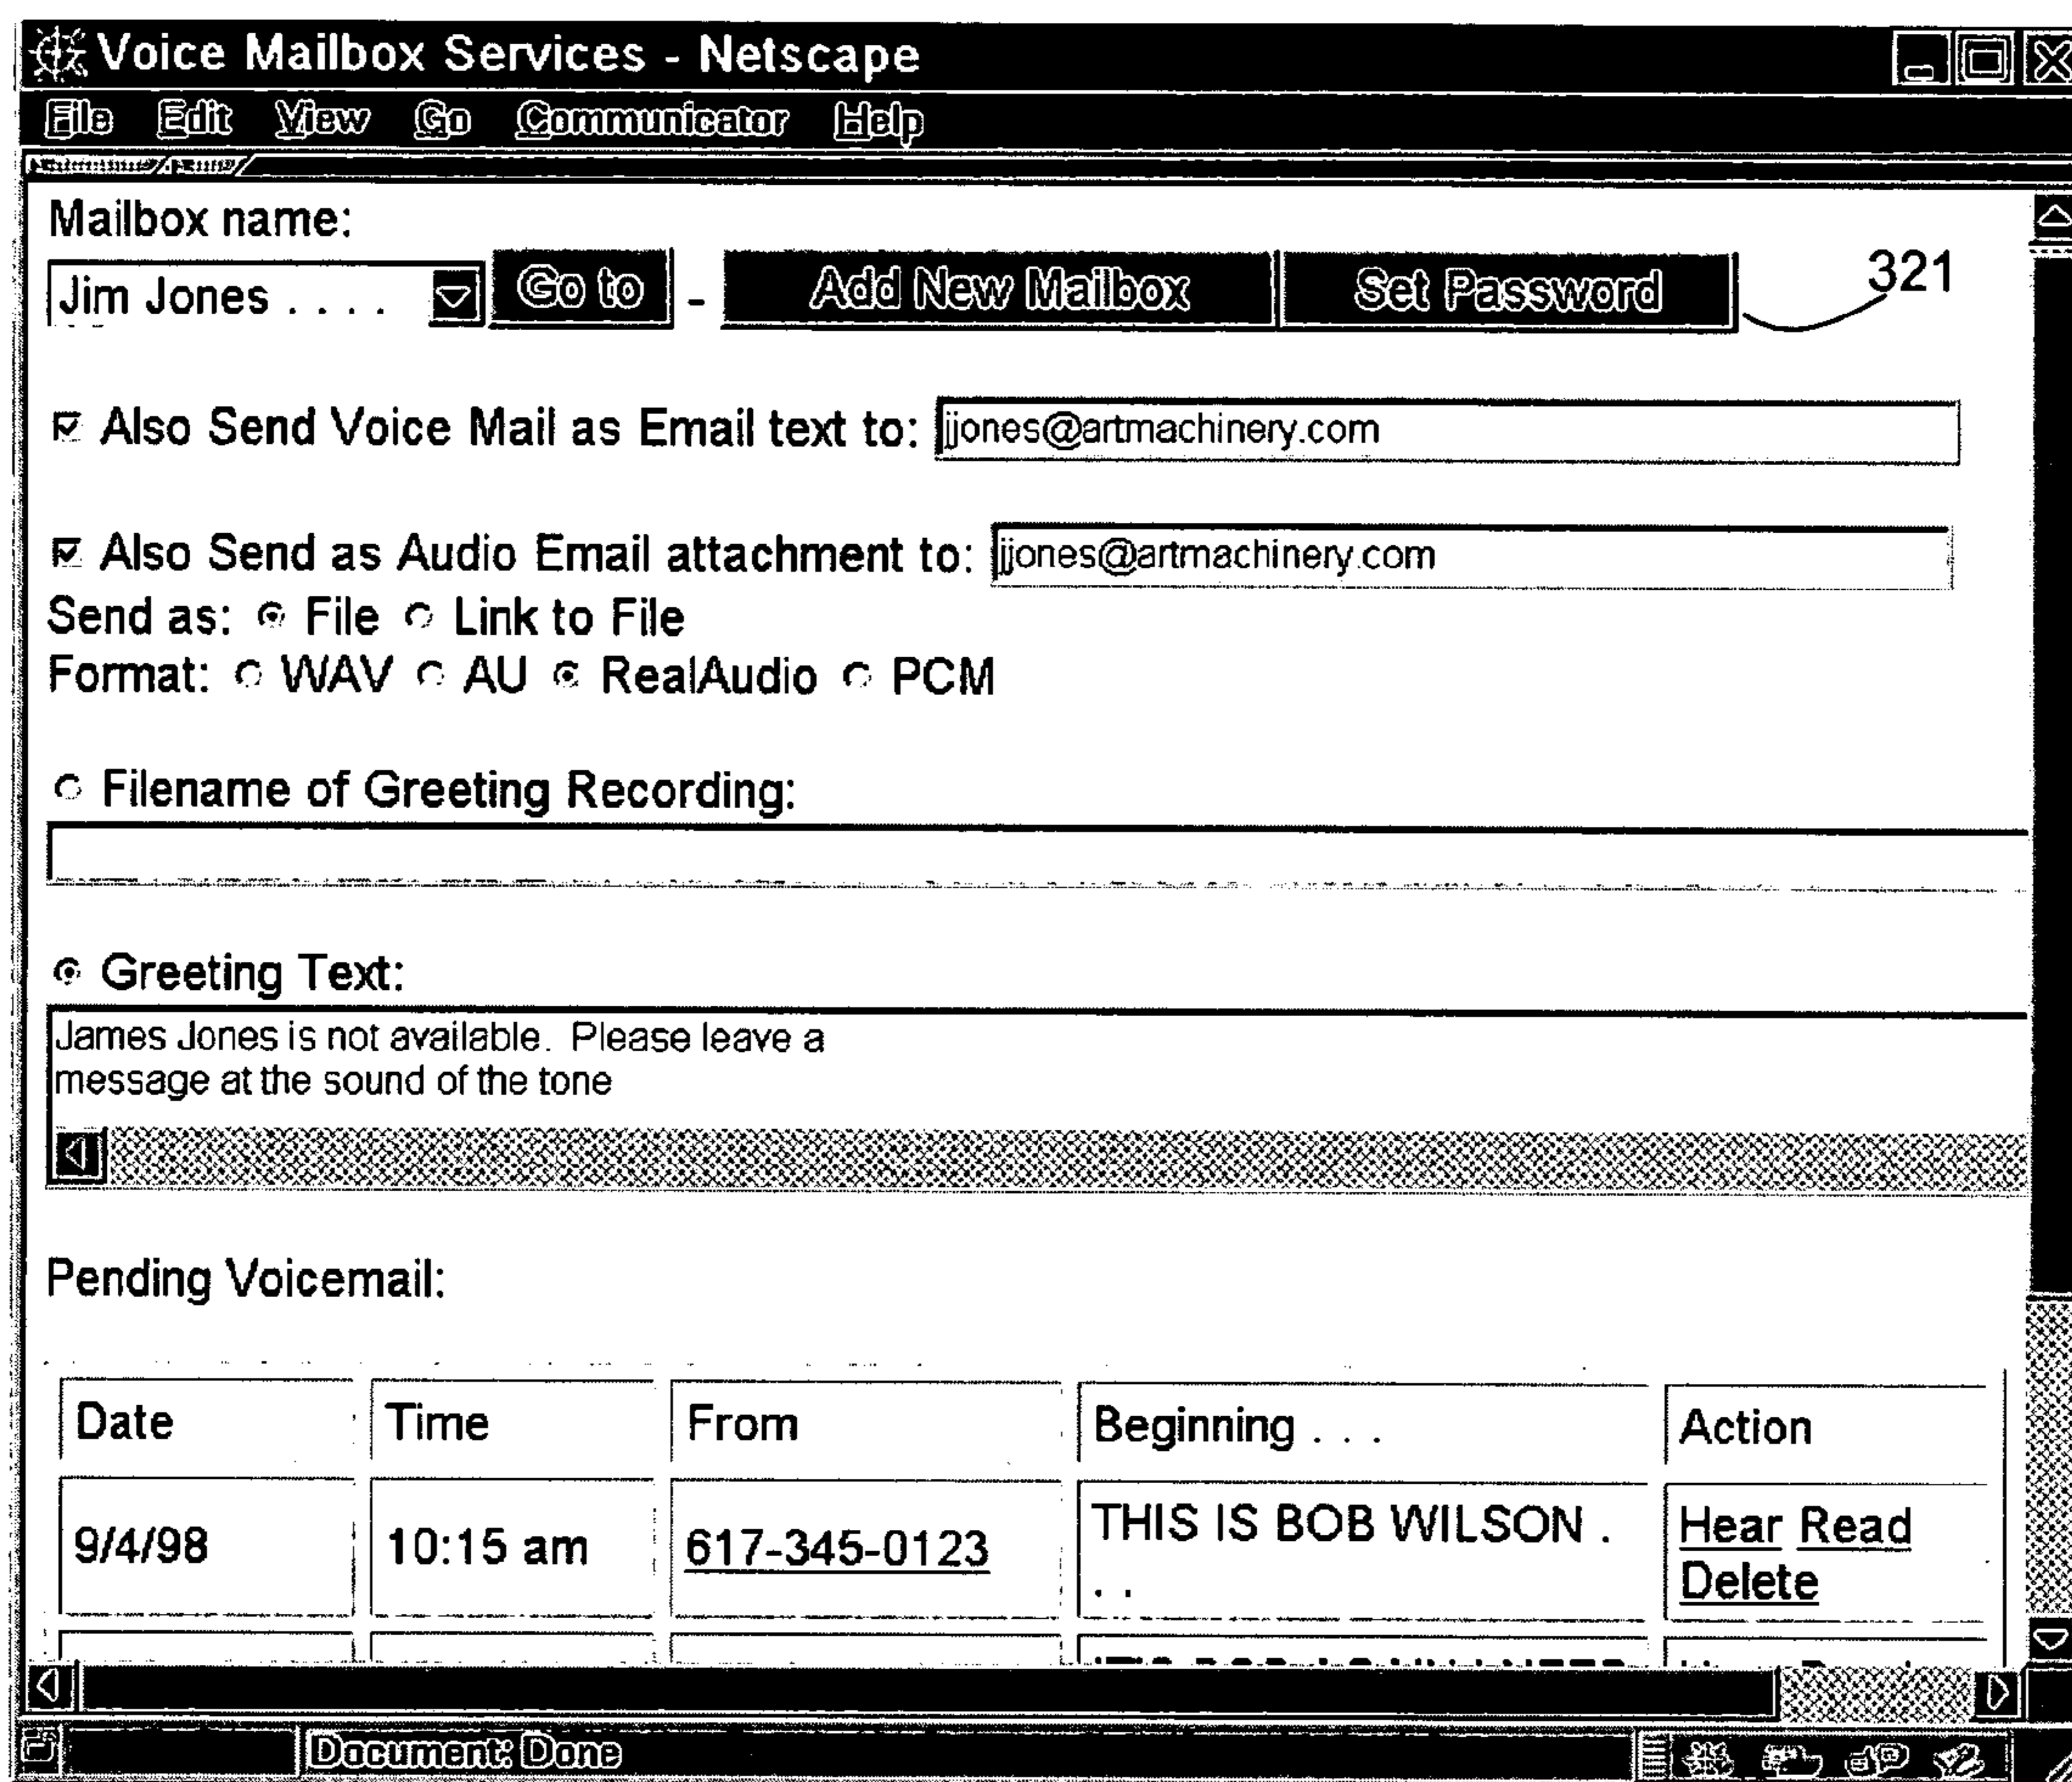 Voice Mailbox Services - Netscape
File Edit View Go Communicator Help
Mailbox name:
Jim Jones . . . . Go to - Add New Mailbox Set Password 321
Also Send Voice Mail as Email text to: jjones@artmachinery.com
Also Send as Audio Email attachment to: jjones@artmachinery.com
Send as: File Link to File
Format: WAV AU RealAudio PCM
Filename of Greeting Recording:
Greeting Text:
James Jones is not available. Please leave a
message at the sound of the tone
Pending Voicemail:
Date Time From Beginning . . . Action
9/4/98 10:15 am 617-345-0123 THIS IS BOB WILSON . Hear Read
. . Delete
Document: Done